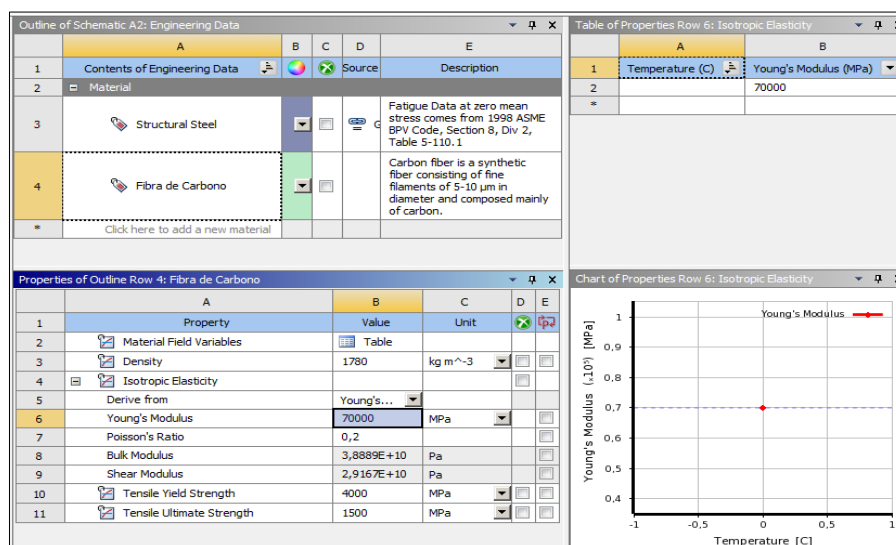 Outline of Schematic A2: Engineering Data
A B C D E
1 Contents of Engineering Data Source Description
2 Material
3 Structural Steel Fatigue Data at zero mean
stress comes from 1998 ASME
BPV Code, Section 8, Div 2,
Table 5-110.1
4 Fibra de Carbono Carbon fiber is a synthetic
fiber consisting of fine
filaments of 5-10 µm in
diameter and composed mainly
of carbon.
* Click here to add a new material
Table of Properties Row 6: Isotropic Elasticity
A B
1 Temperature (C) Young's Modulus (MPa)
2 70000
*
Properties of Outline Row 4: Fibra de Carbono
A B C D E
1 Property Value Unit
2 Material Field Variables Table
3 Density 1780 kg m^-3
4 Isotropic Elasticity
5 Derive from Young's...
6 Young's Modulus 70000 MPa
7 Poisson's Ratio 0,2
8 Bulk Modulus 3,8889E+10 Pa
9 Shear Modulus 2,9167E+10 Pa
10 Tensile Yield Strength 4000 MPa
11 Tensile Ultimate Strength 1500 MPa
Chart of Properties Row 6: Isotropic Elasticity
Young's Modulus
Young's Modulus (.10⁵) [MPa]
1
0,9
0,8
0,7
0,6
0,5
0,4
-1 -0,5 0 0,5 1
Temperature [C]